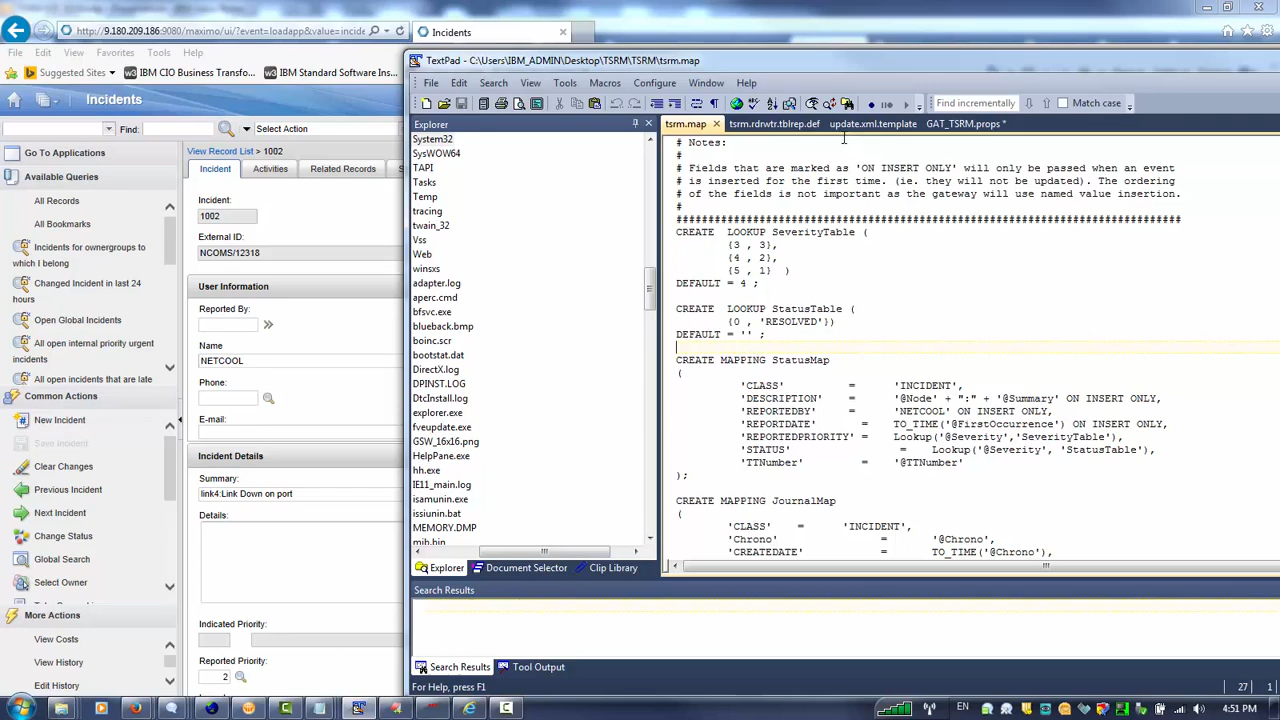 http://9.180.209.186:9080/maximo/ui/?event=loadapp&value=incide
Incidents
File Edit View Favorites Tools Help
Suggested Sites
IBM CIO Business Transf...
IBM Standard Software Ins...
Incidents
Find:
Select Action
View Record List > 1002
Go To Applications
Available Queries
All Records
All Bookmarks
Incidents for ownergroups to
which I belong
Changed Incident in last 24
hours
Open Global Incidents
All open internal priority urgent
incidents
All open incidents that are late
Common Actions
New Incident
Save Incident
Clear Changes
Previous Incident
Next Incident
Change Status
Global Search
Select Owner
More Actions
View Costs
View History
Edit History
Incident Activities Related Records
Incident:
1002
External ID:
NCOMS/12318
User Information
Reported By:
Name
NETCOOL
Phone:
E-mail:
Incident Details
Summary:
link4:Link Down on port
Details:
Indicated Priority:
Reported Priority:
2
TextPad - C:\Users\IBM_ADMIN\Desktop\TSRM\TSRM\tsrm.map
File Edit Search View Tools Macros Configure Window Help
Find incrementally
Match case
Explorer
System32
SysWOW64
TAPI
Tasks
Temp
tracing
twain_32
Vss
Web
winsxs
adapter.log
aperc.cmd
bfsvc.exe
blueback.bmp
boinc.scr
bootstat.dat
DirectX.log
DPINST.LOG
DtcInstall.log
explorer.exe
fveupdate.exe
GSW_16x16.png
HelpPane.exe
hh.exe
IE11_main.log
isamunin.exe
issiunin.bat
MEMORY.DMP
mib.bin
Explorer Document Selector Clip Library
tsrm.map tsrm.rdrwtr.tblrep.def update.xml.template GAT_TSRM.props *
# Notes:
#
# Fields that are marked as 'ON INSERT ONLY' will only be passed when an event
# is inserted for the first time. (ie. they will not be updated). The ordering
# of the fields is not important as the gateway will use named value insertion.
#
################################################################################
CREATE LOOKUP SeverityTable (
{3 , 3},
{4 , 2},
{5 , 1} )
DEFAULT = 4 ;
CREATE LOOKUP StatusTable (
{0 , 'RESOLVED'})
DEFAULT = '' ;
CREATE MAPPING StatusMap
(
'CLASS' = 'INCIDENT',
'DESCRIPTION' = '@Node' + ":" + '@Summary' ON INSERT ONLY,
'REPORTEDBY' = 'NETCOOL' ON INSERT ONLY,
'REPORTDATE' = TO_TIME('@FirstOccurrence') ON INSERT ONLY,
'REPORTEDPRIORITY' = Lookup('@Severity','SeverityTable'),
'STATUS' = Lookup('@Severity', 'StatusTable'),
'TTNumber' = '@TTNumber'
);
CREATE MAPPING JournalMap
(
'CLASS' = 'INCIDENT',
'Chrono' = '@Chrono',
'CREATEDATE' = TO_TIME('@Chrono'),
Search Results
Search Results Tool Output
For Help, press F1
27 1
EN
4:51 PM